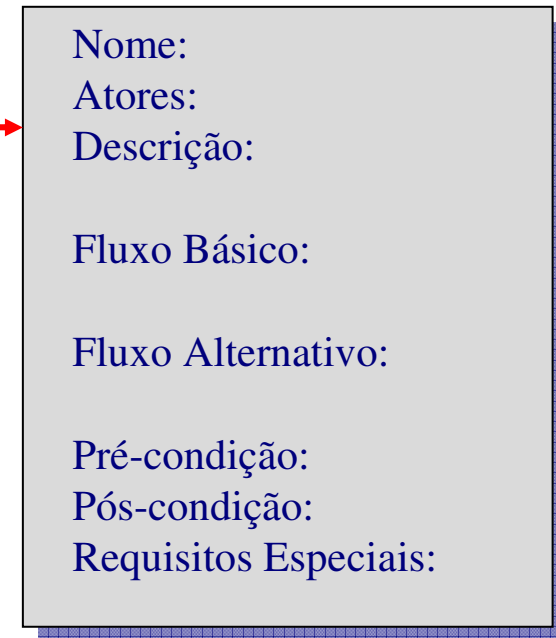 Nome:
Atores:
Descrição:
Fluxo Básico:
Fluxo Alternativo:
Pré-condição:
Pós-condição:
Requisitos Especiais: